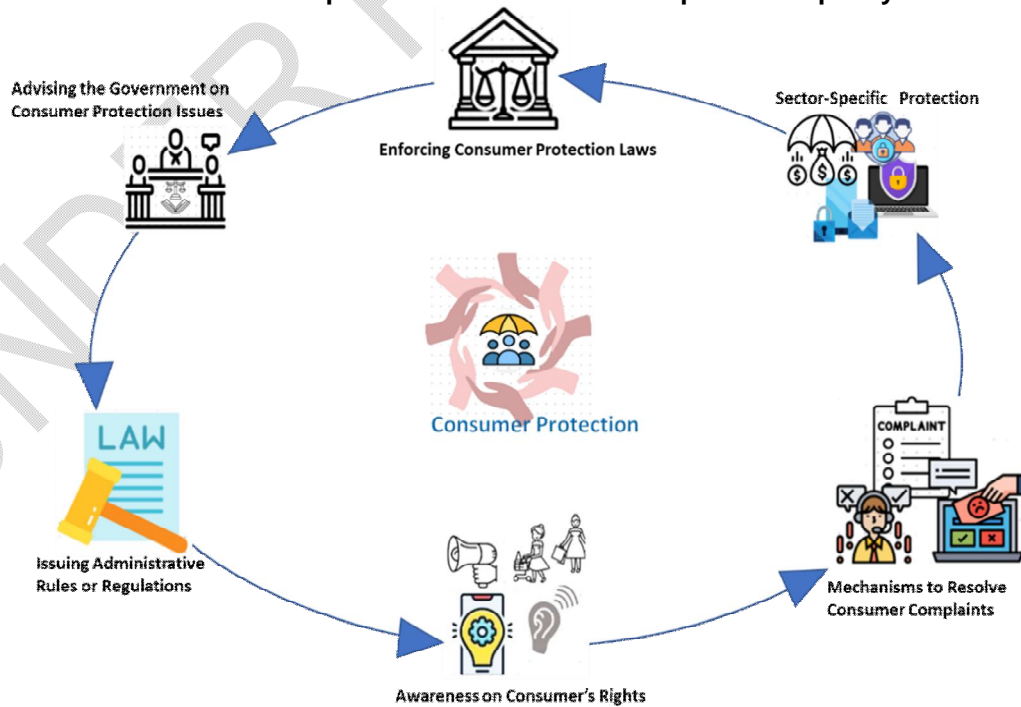 Enforcing Consumer Protection Laws
Advising the Government on
Consumer Protection Issues
Sector-Specific Protection
Consumer Protection
LAW
Issuing Administrative
Rules or Regulations
COMPLAINT
Mechanisms to Resolve
Consumer Complaints
Awareness on Consumer's Rights